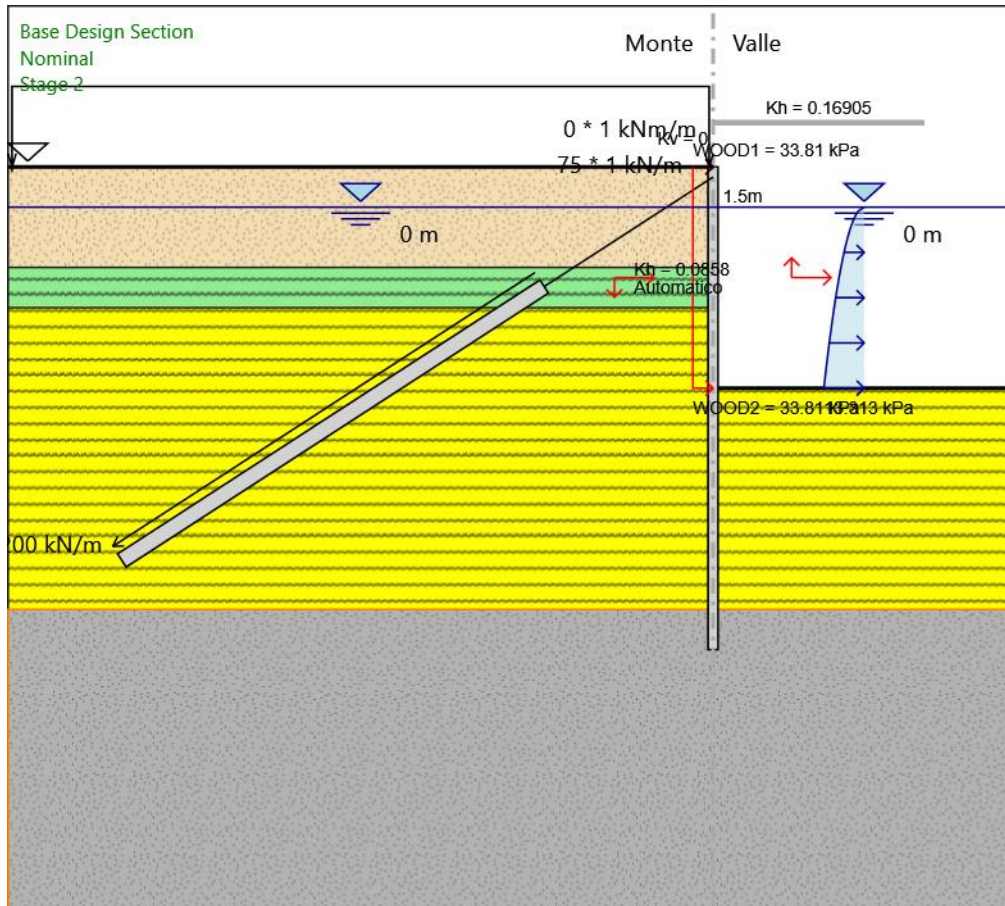 Base Design Section
Nominal
Stage 2
Monte
Valle
Kh = 0.16905
0 * 1 kNm/m
Kv = 0
WOOD1 = 33.81 kPa
75 * 1 kN/m
1.5m
0 m
0 m
Kh = 0.0858
Automatico
WOOD2 = 33.81
kPa
00 kN/m